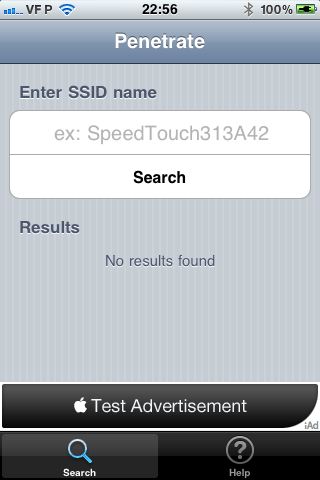 VF P 22:56 100%
Penetrate
Enter SSID name
ex: SpeedTouch313A42
Search
Results
No results found
Test Advertisement
iAd
Search Help